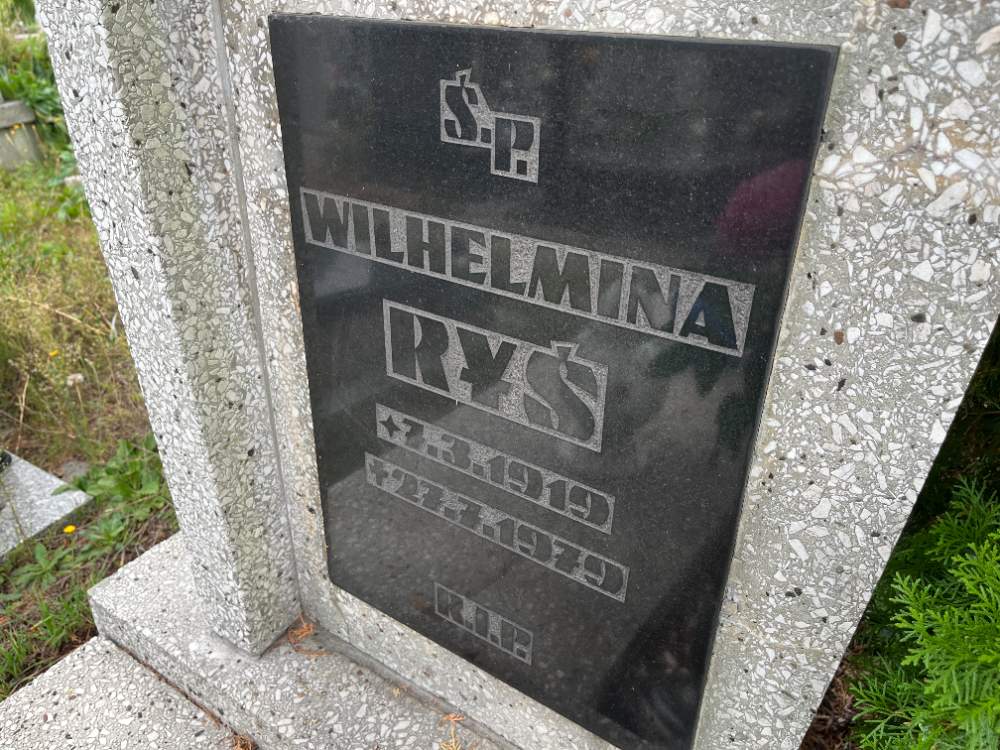 Ś.P.
WILHELMINA
RYŚ
7.3.1919
†27.7.1979
R.I.P.